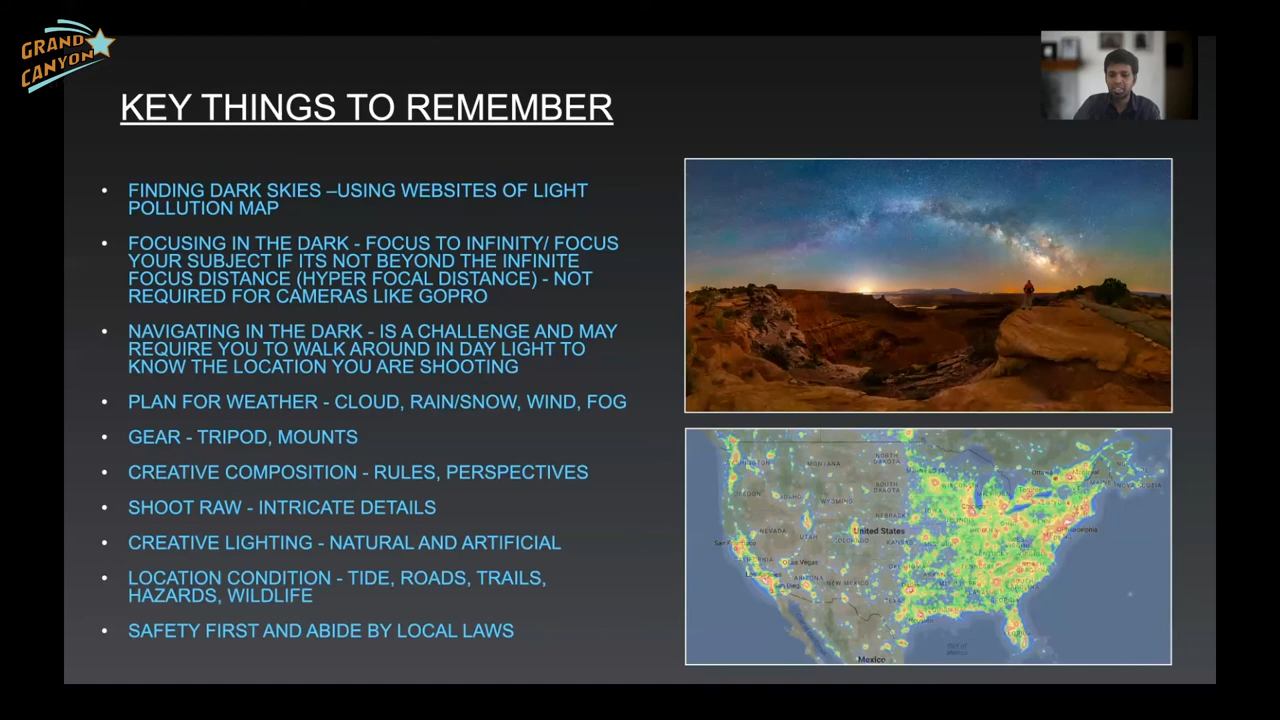 GRAND
CANYON
KEY THINGS TO REMEMBER
• FINDING DARK SKIES –USING WEBSITES OF LIGHT
POLLUTION MAP
• FOCUSING IN THE DARK - FOCUS TO INFINITY/ FOCUS
YOUR SUBJECT IF ITS NOT BEYOND THE INFINITE
FOCUS DISTANCE (HYPER FOCAL DISTANCE) - NOT
REQUIRED FOR CAMERAS LIKE GOPRO
• NAVIGATING IN THE DARK - IS A CHALLENGE AND MAY
REQUIRE YOU TO WALK AROUND IN DAY LIGHT TO
KNOW THE LOCATION YOU ARE SHOOTING
• PLAN FOR WEATHER - CLOUD, RAIN/SNOW, WIND, FOG
• GEAR - TRIPOD, MOUNTS
• CREATIVE COMPOSITION - RULES, PERSPECTIVES
• SHOOT RAW - INTRICATE DETAILS
• CREATIVE LIGHTING - NATURAL AND ARTIFICIAL
• LOCATION CONDITION - TIDE, ROADS, TRAILS,
HAZARDS, WILDLIFE
• SAFETY FIRST AND ABIDE BY LOCAL LAWS
MONTANA
NORTH
DAKOTA
SOUTH
DAKOTA
WYOMING
United States
NEVADA
UTAH
Las Vegas
NEW MEXICO
Mexico